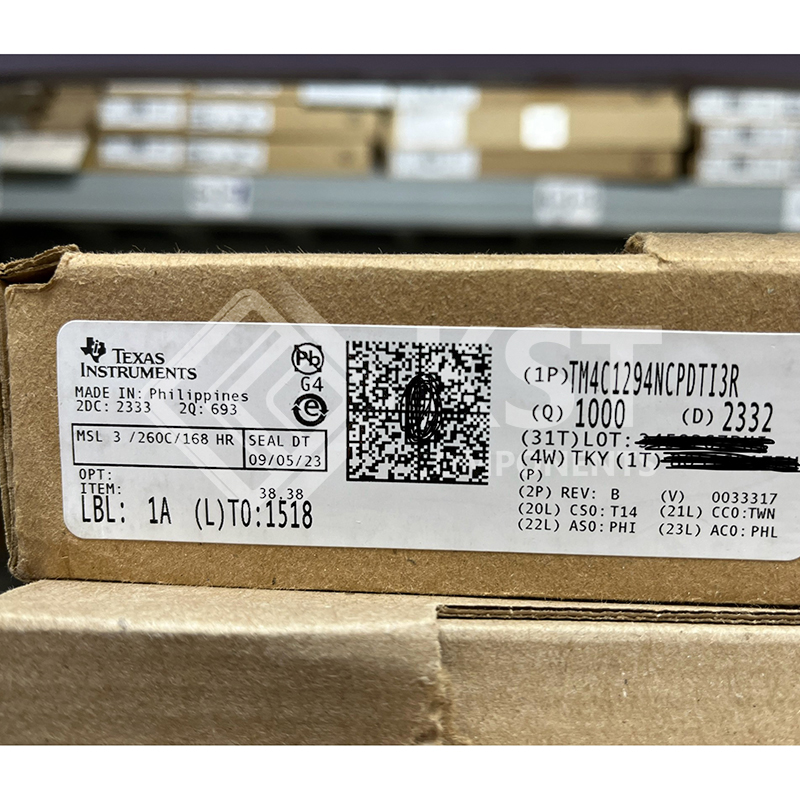 TEXAS
INSTRUMENTS
MADE IN: Philippines
2DC: 2333 2Q: 693
MSL 3 /260C/168 HR
SEAL DT
09/05/23
OPT:
ITEM:
38.38
LBL: 1A (L)TO:1518
Pb
G4
e
(1P)TM4C1294NCPDTI3R
(Q) 1000 (D) 2332
(31T)LOT:
(4W)TKY (1T)
(P)
(2P) REV: B (V) 0033317
(20L) CSO:T14 (21L) CCO:TWN
(22L) ASO:PHI (23L) ACO:PHL
KST
COMPONENTS